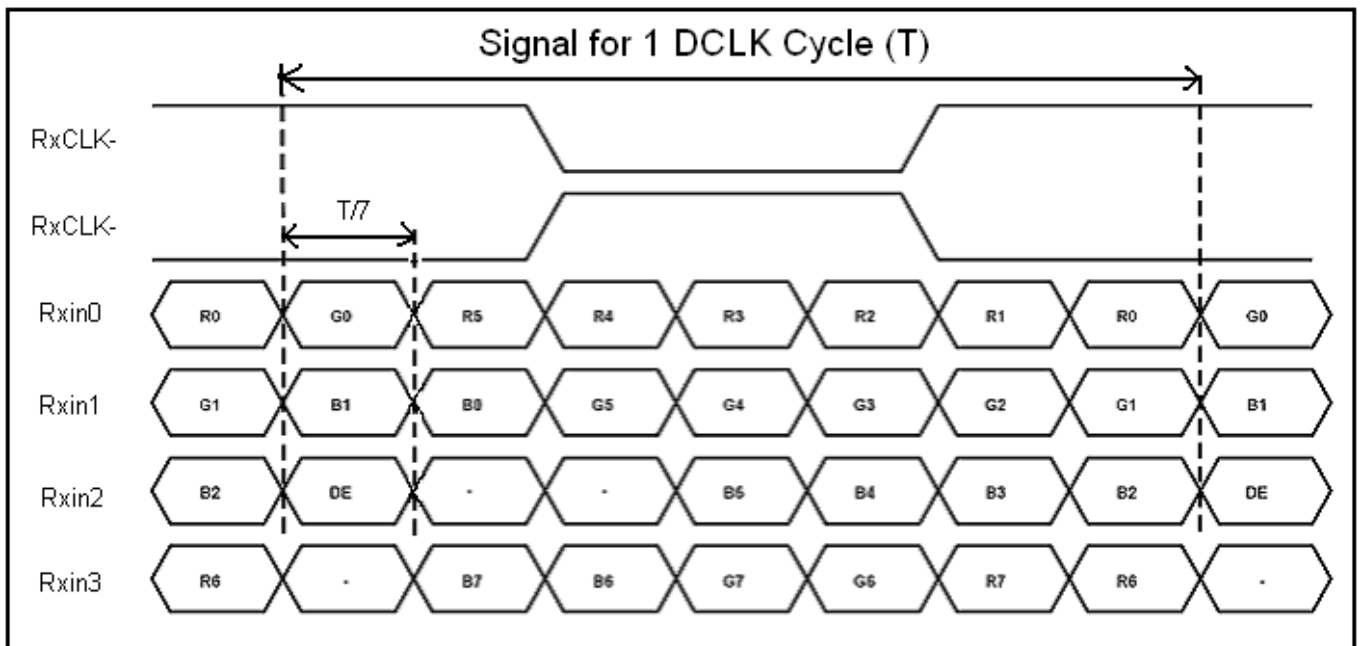 Signal for 1 DCLK Cycle (T)
RxCLK-
T/7
RxCLK-
Rxin0 R0 G0 R5 R4 R3 R2 R1 R0 G0
Rxin1 G1 B1 B0 G5 G4 G3 G2 G1 B1
Rxin2 B2 DE - - B5 B4 B3 B2 DE
Rxin3 R6 - B7 B6 G7 G6 R7 R6 -